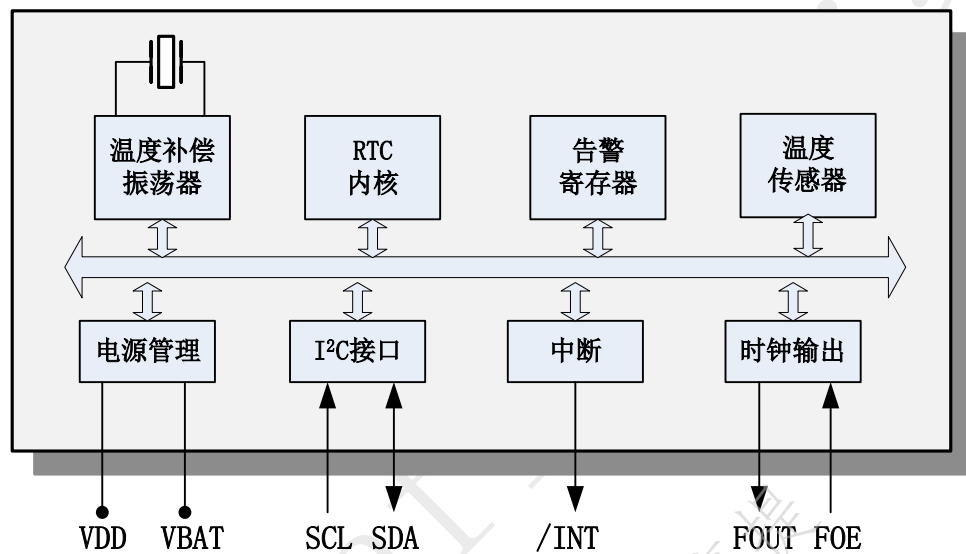 温度补偿
振荡器
RTC
内核
告警
寄存器
温度
传感器
电源管理
I²C接口
中断
时钟输出
VDD VBAT SCL SDA /INT FOUT FOE